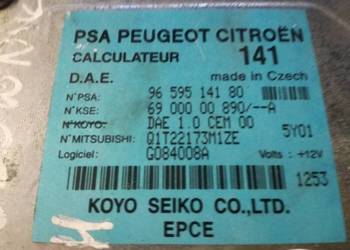 PSA PEUGEOT CITROËN
CALCULATEUR 141
D.A.E. made in Czech
N°PSA: 96 595 141 80
N°KSE: 69 000 00 890/--A
N°KOYO: DAE 1.0 CEM 00
N°MITSUBISHI: Q1T22173M1ZE 5Y01
Logiciel: G084008A Volts : +12V
1253
KOYO SEIKO CO.,LTD.
EPCE